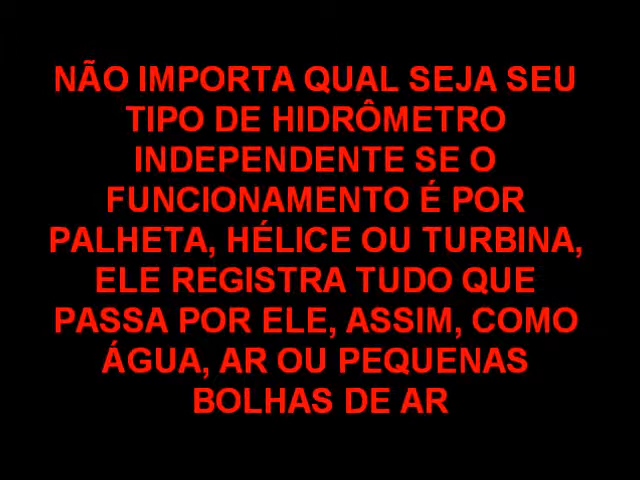 NÃO IMPORTA QUAL SEJA SEU
TIPO DE HIDRÔMETRO
INDEPENDENTE SE O
FUNCIONAMENTO É POR
PALHETA, HÉLICE OU TURBINA,
ELE REGISTRA TUDO QUE
PASSA POR ELE, ASSIM, COMO
ÁGUA, AR OU PEQUENAS
BOLHAS DE AR